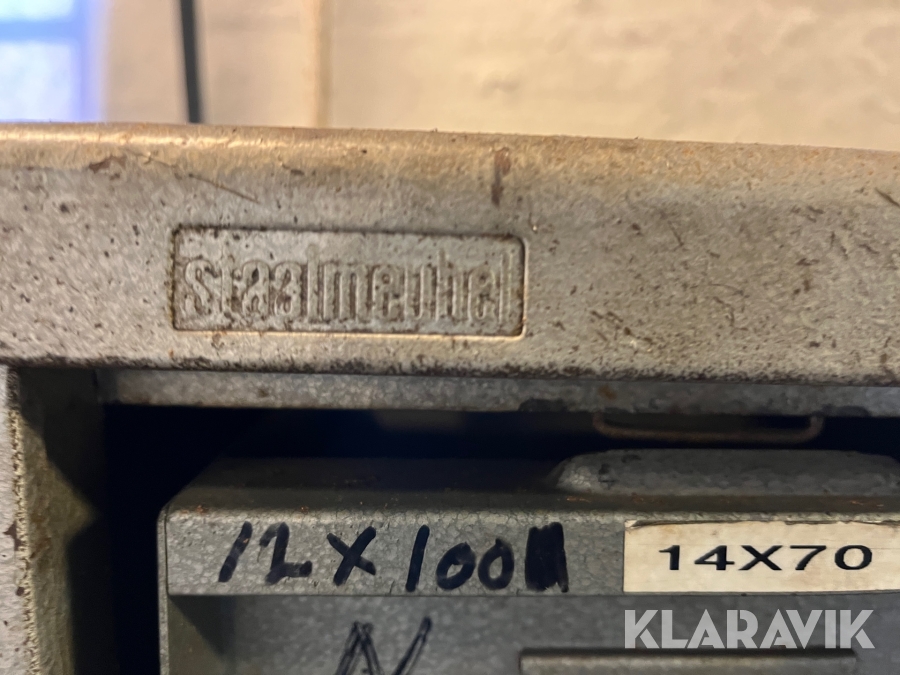 staalmeubel
12X100
14X70
N
KLARAVIK